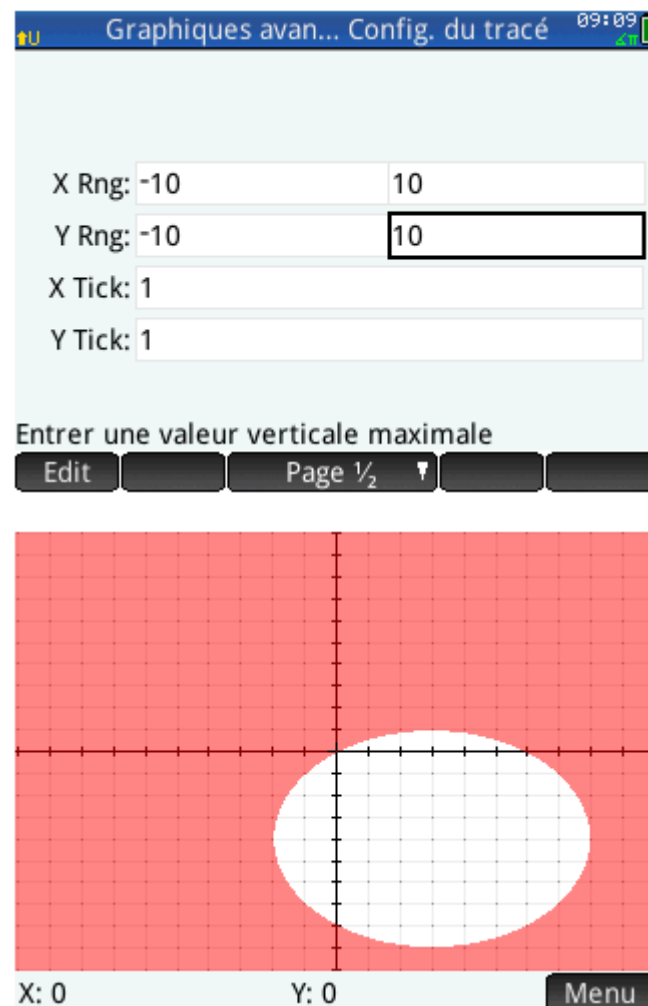 ↑U Graphiques avan... Config. du tracé 09:09 ∡π
X Rng: -10 10
Y Rng: -10 10
X Tick: 1
Y Tick: 1
Entrer une valeur verticale maximale
Edit Page ½ ▼
X: 0 Y: 0 Menu